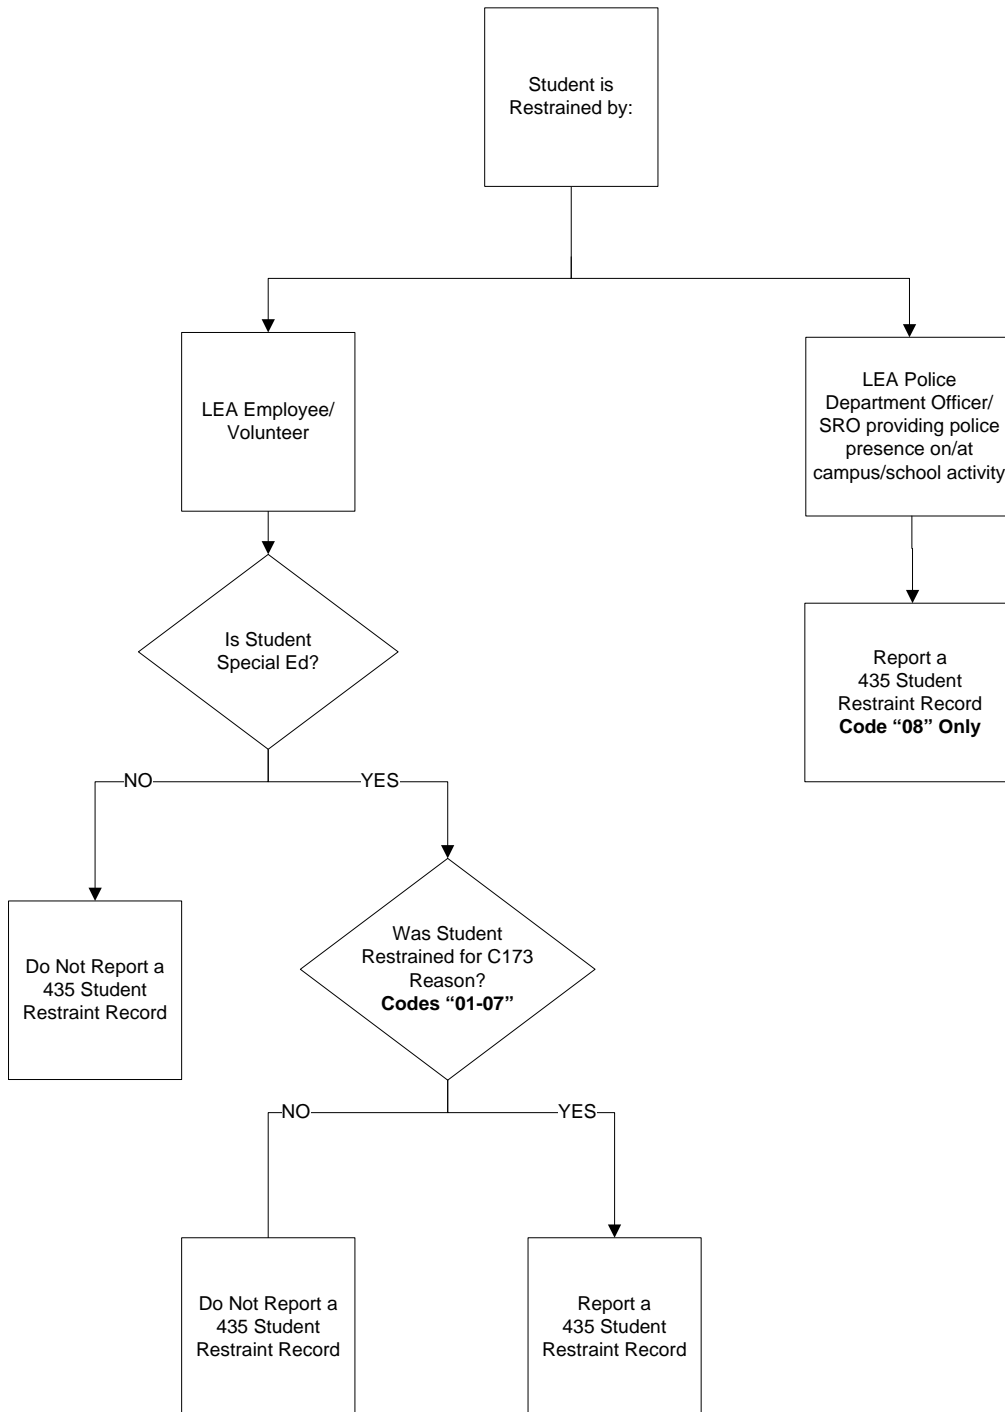 Student is
Restrained by:
LEA Employee/
Volunteer
LEA Police
Department Officer/
SRO providing police
presence on/at
campus/school activity
Is Student
Special Ed?
Report a
435 Student
Restraint Record
Code “08” Only
NO
YES
Do Not Report a
435 Student
Restraint Record
Was Student
Restrained for C173
Reason?
Codes “01-07”
NO
YES
Do Not Report a
435 Student
Restraint Record
Report a
435 Student
Restraint Record